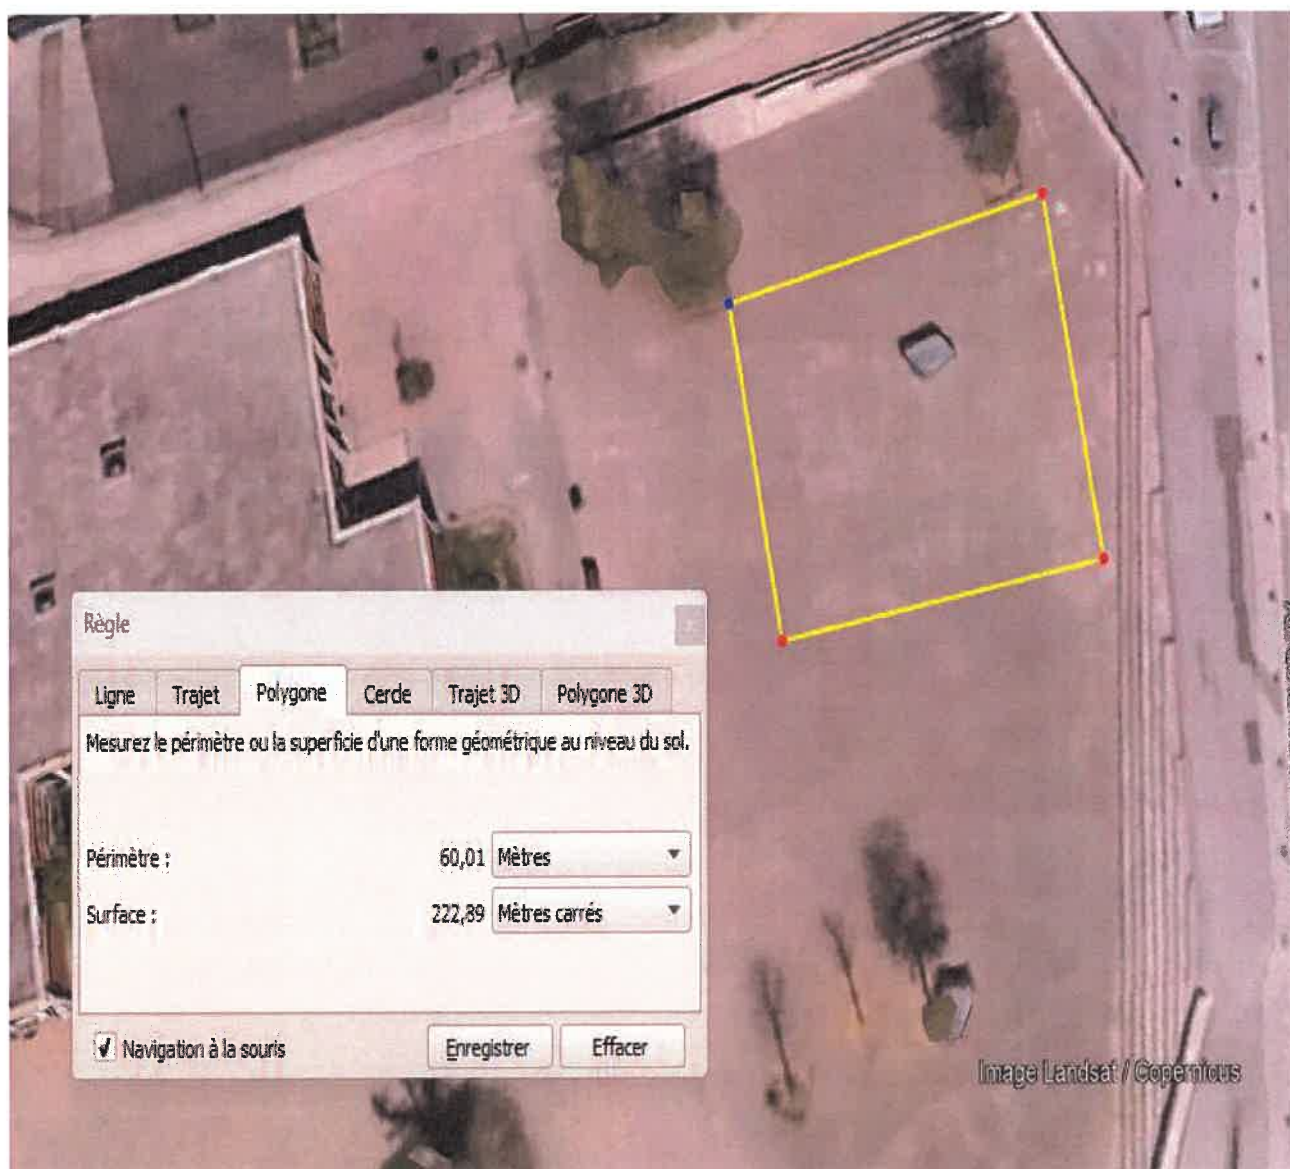 Règle
Ligne Trajet Polygone Cercle Trajet 3D Polygone 3D
Mesurez le périmètre ou la superficie d'une forme géométrique au niveau du sol.
Périmètre : 60,01 Mètres
Surface : 222,89 Mètres carrés
Navigation à la souris Enregistrer Effacer
Image Landsat / Copernicus